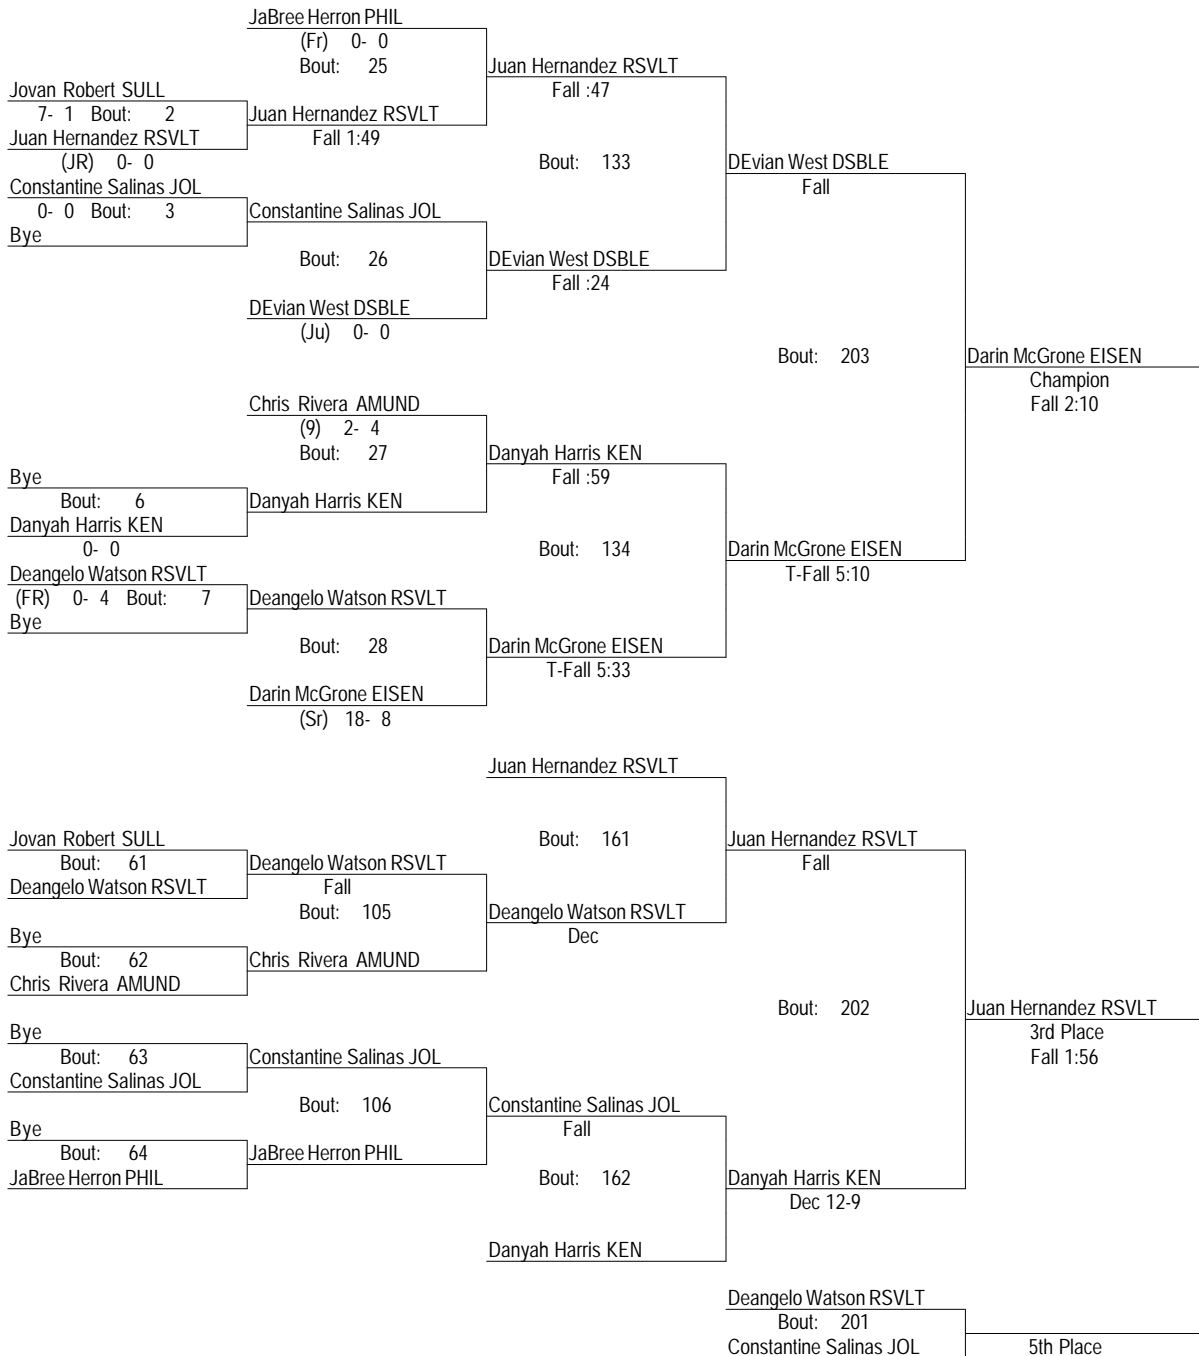 JaBree Herron PHIL
(Fr) 0- 0
Bout: 25
Juan Hernandez RSVLT
Fall :47
Jovan Robert SULL
7- 1 Bout: 2
Juan Hernandez RSVLT
Fall 1:49
Juan Hernandez RSVLT
(JR) 0- 0
Bout: 133
DEvian West DSBLE
Fall
Constantine Salinas JOL
0- 0 Bout: 3
Constantine Salinas JOL
Bye
Bout: 26
DEvian West DSBLE
Fall :24
DEvian West DSBLE
(Ju) 0- 0
Bout: 203
Darin McGrone EISEN
Champion
Fall 2:10
Chris Rivera AMUND
(9) 2- 4
Bout: 27
Danyah Harris KEN
Fall :59
Bye
Bout: 6
Danyah Harris KEN
Danyah Harris KEN
0- 0
Bout: 134
Darin McGrone EISEN
T-Fall 5:10
Deangelo Watson RSVLT
(FR) 0- 4 Bout: 7
Deangelo Watson RSVLT
Bye
Bout: 28
Darin McGrone EISEN
T-Fall 5:33
Darin McGrone EISEN
(Sr) 18- 8
Juan Hernandez RSVLT
Bout: 161
Juan Hernandez RSVLT
Fall
Jovan Robert SULL
Bout: 61
Deangelo Watson RSVLT
Fall
Deangelo Watson RSVLT
Bout: 105
Deangelo Watson RSVLT
Dec
Bye
Bout: 62
Chris Rivera AMUND
Chris Rivera AMUND
Bout: 202
Juan Hernandez RSVLT
3rd Place
Fall 1:56
Bye
Bout: 63
Constantine Salinas JOL
Constantine Salinas JOL
Bout: 106
Constantine Salinas JOL
Fall
Bye
Bout: 64
JaBree Herron PHIL
JaBree Herron PHIL
Bout: 162
Danyah Harris KEN
Dec 12-9
Danyah Harris KEN
Deangelo Watson RSVLT
Bout: 201
Constantine Salinas JOL
5th Place